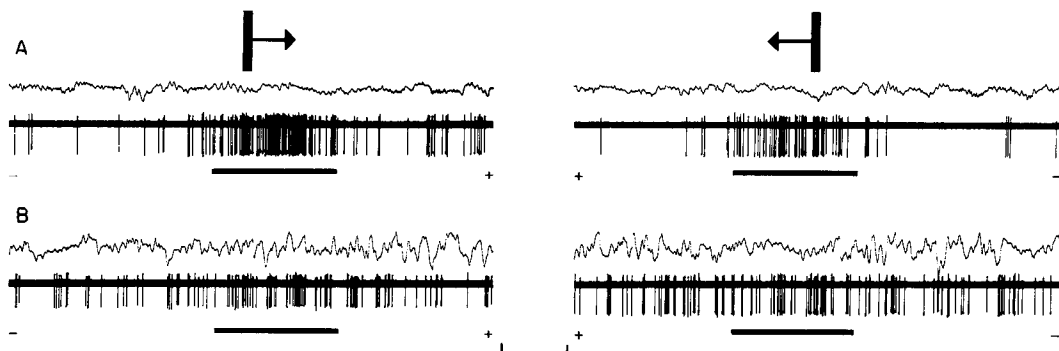 A
- + + -
B
- + + -